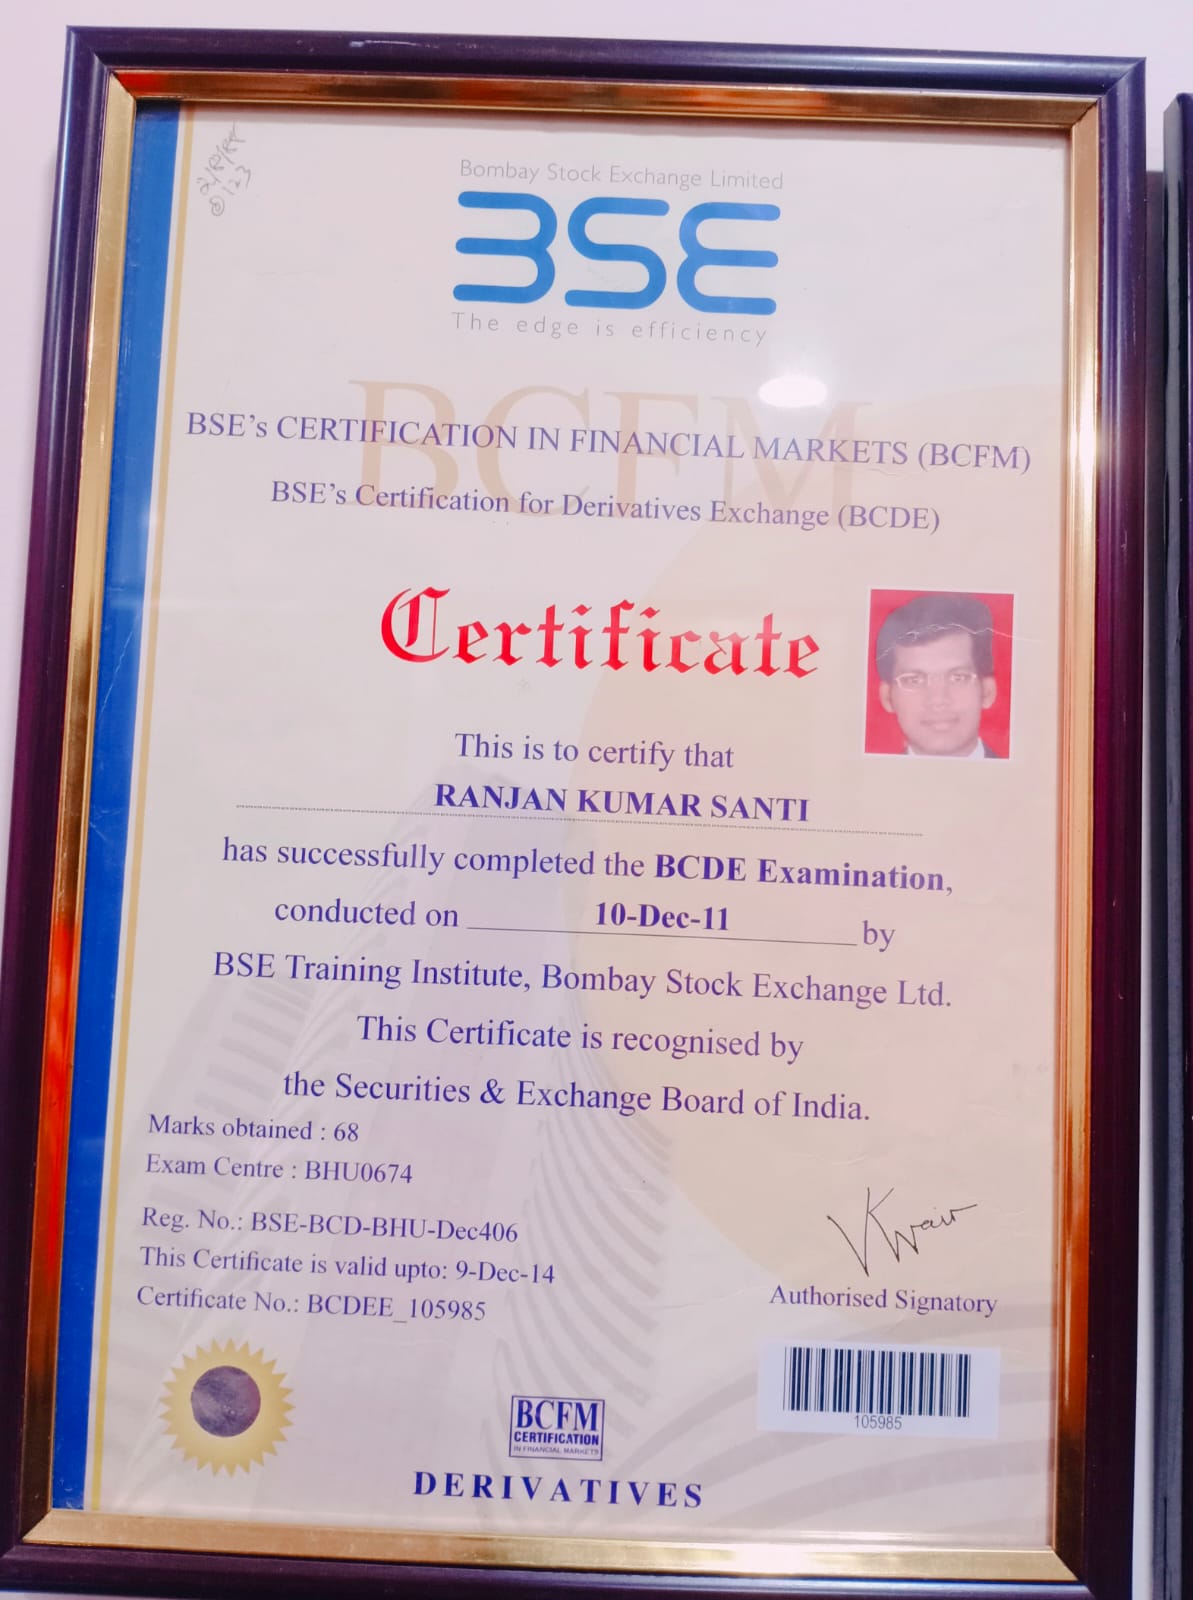 Bombay Stock Exchange Limited
BSE
The edge is efficiency
BCFM
BSE's CERTIFICATION IN FINANCIAL MARKETS (BCFM)
BSE's Certification for Derivatives Exchange (BCDE)
Certificate
This is to certify that
RANJAN KUMAR SANTI
has successfully completed the BCDE Examination,
conducted on 10-Dec-11 by
BSE Training Institute, Bombay Stock Exchange Ltd.
This Certificate is recognised by
the Securities & Exchange Board of India.
Marks obtained : 68
Exam Centre : BHU0674
Reg. No.: BSE-BCD-BHU-Dec406
This Certificate is valid upto: 9-Dec-14
Certificate No.: BCDEE_105985
Authorised Signatory
105985
BCFM
CERTIFICATION
IN FINANCIAL MARKETS
DERIVATIVES